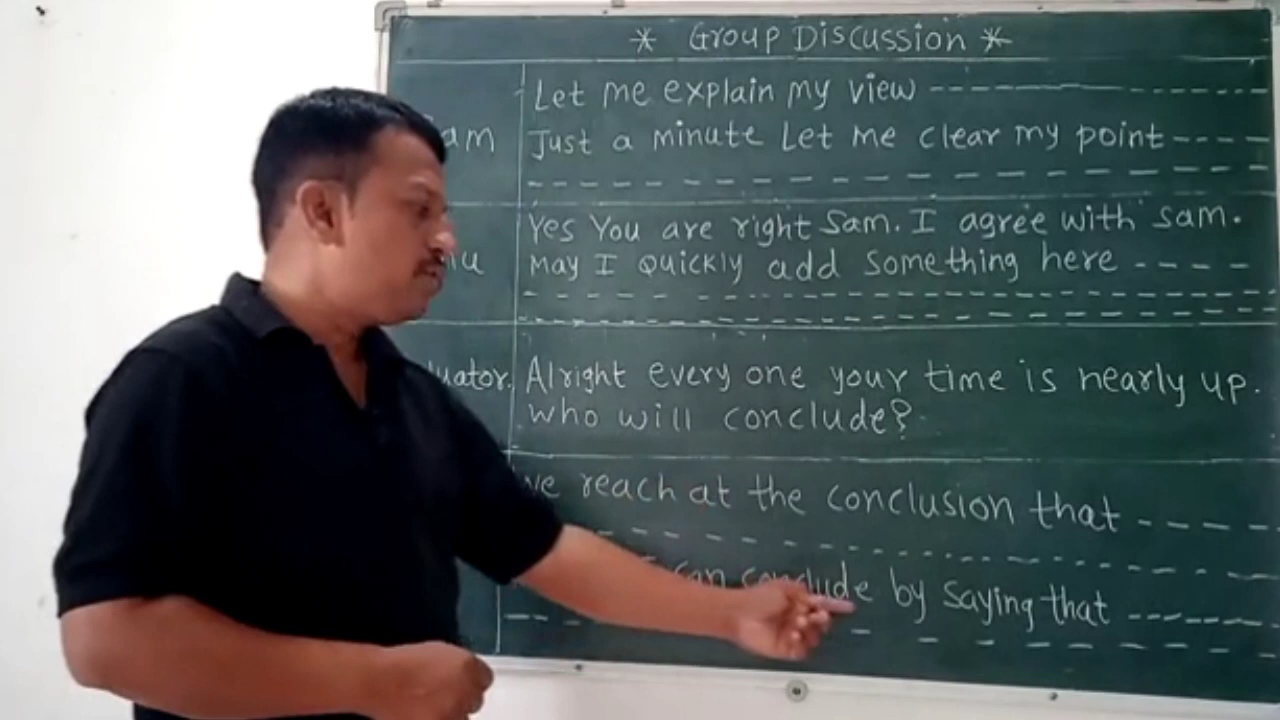 * Group Discussion *
Let me explain my view
Just a minute Let me clear my point
Yes You are right Sam. I agree with Sam.
May I Quickly add something here
Alright every one your time is nearly up.
who will conclude?
we reach at the conclusion that
can conclude by saying that